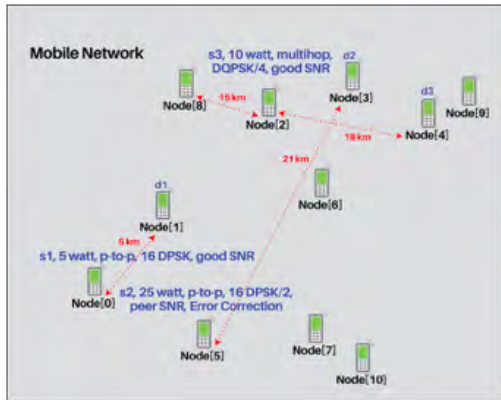 Mobile Network
s3, 10 watt, multihop,
DQPSK/4, good SNR
d2
Node[3]
Node[9]
Node[8]
15 km
Node[2]
d3
18 km
Node[4]
21 km
Node[6]
d1
Node[1]
5 km
s1, 5 watt, p-to-p, 16 DPSK, good SNR
Node[0]
s2, 25 watt, p-to-p, 16 DPSK/2,
peer SNR, Error Correction
Node[5]
Node[7]
Node[10]